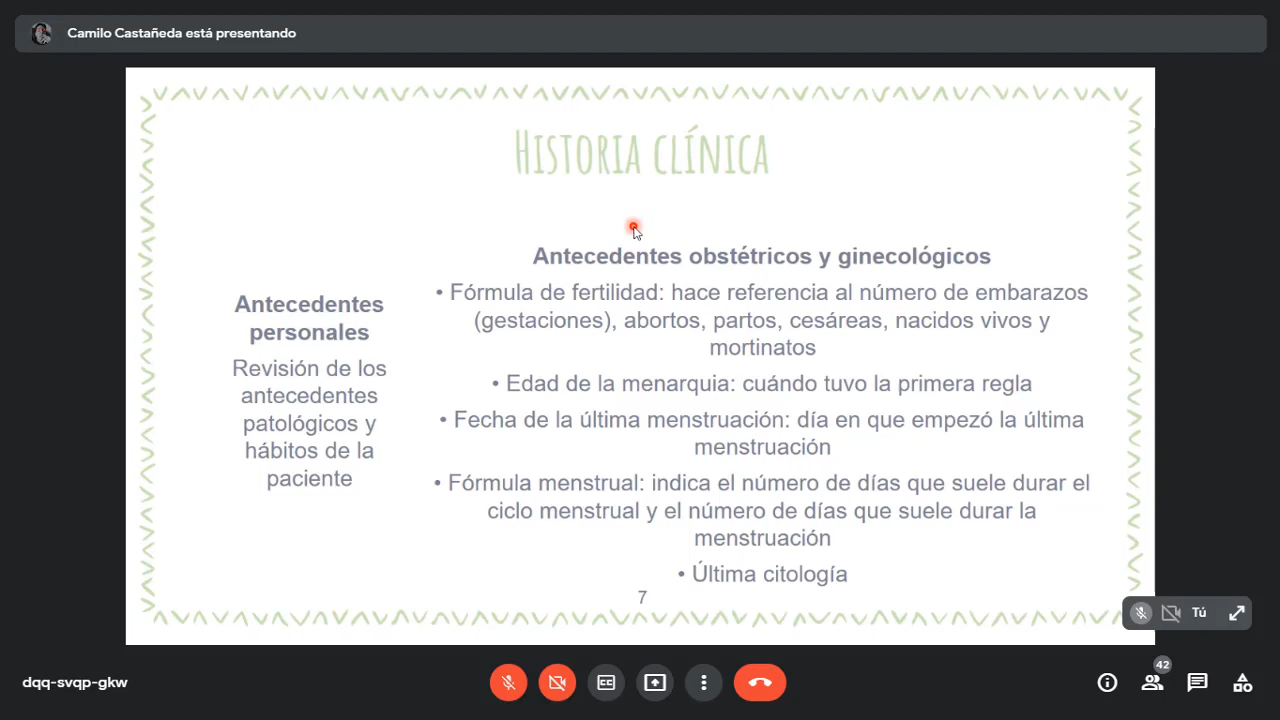 Camilo Castañeda está presentando
Historia clínica
Antecedentes
personales
Revisión de los
antecedentes
patológicos y
hábitos de la
paciente
Antecedentes obstétricos y ginecológicos
• Fórmula de fertilidad: hace referencia al número de embarazos
(gestaciones), abortos, partos, cesáreas, nacidos vivos y
mortinatos
• Edad de la menarquia: cuándo tuvo la primera regla
• Fecha de la última menstruación: día en que empezó la última
menstruación
• Fórmula menstrual: indica el número de días que suele durar el
ciclo menstrual y el número de días que suele durar la
menstruación
• Última citología
7
Tú
dqq-svqp-gkw
CC
42